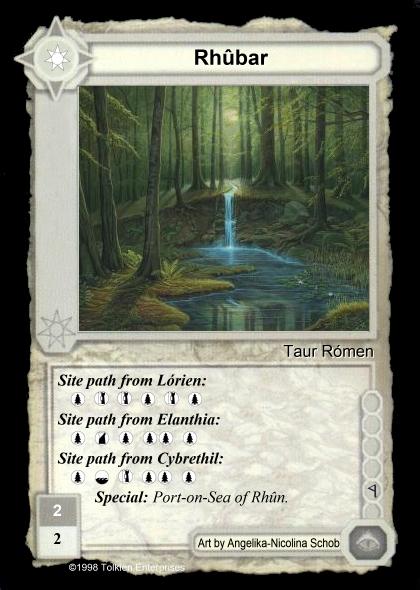 Rhûbar
Taur Rómen
Site path from Lórien:
Site path from Elanthia:
Site path from Cybrethil:
Special: Port-on-Sea of Rhûn.
2
2
Art by Angelika-Nicolina Schob
©1998 Tolkien Enterprises